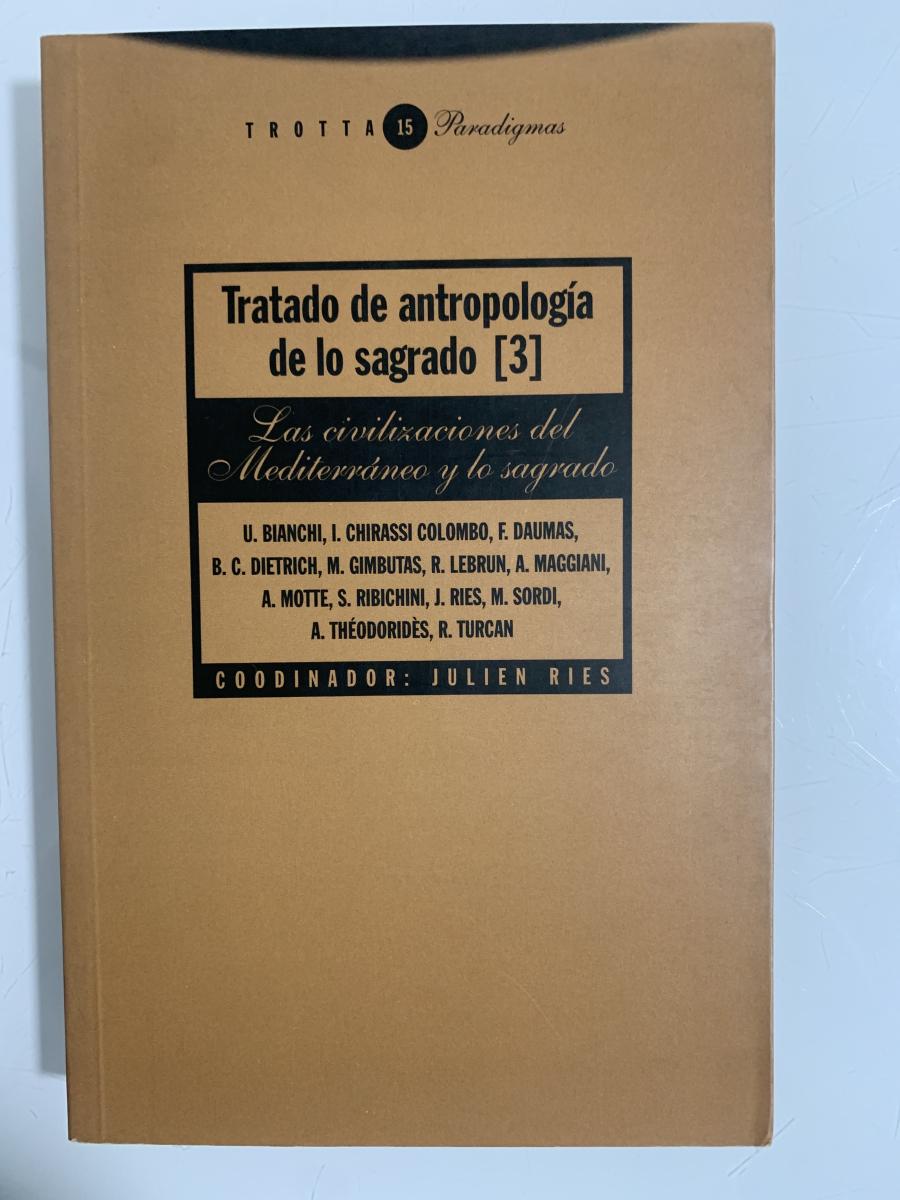 TROTTA 15 Paradigmas
Tratado de antropología
de lo sagrado [3]
Las civilizaciones del
Mediterráneo y lo sagrado
U. BIANCHI, I. CHIRASSI COLOMBO, F. DAUMAS,
B. C. DIETRICH, M. GIMBUTAS, R. LEBRUN, A. MAGGIANI,
A. MOTTE, S. RIBICHINI, J. RIES, M. SORDI,
A. THÉODORIDÈS, R. TURCAN
COODINADOR: JULIEN RIES